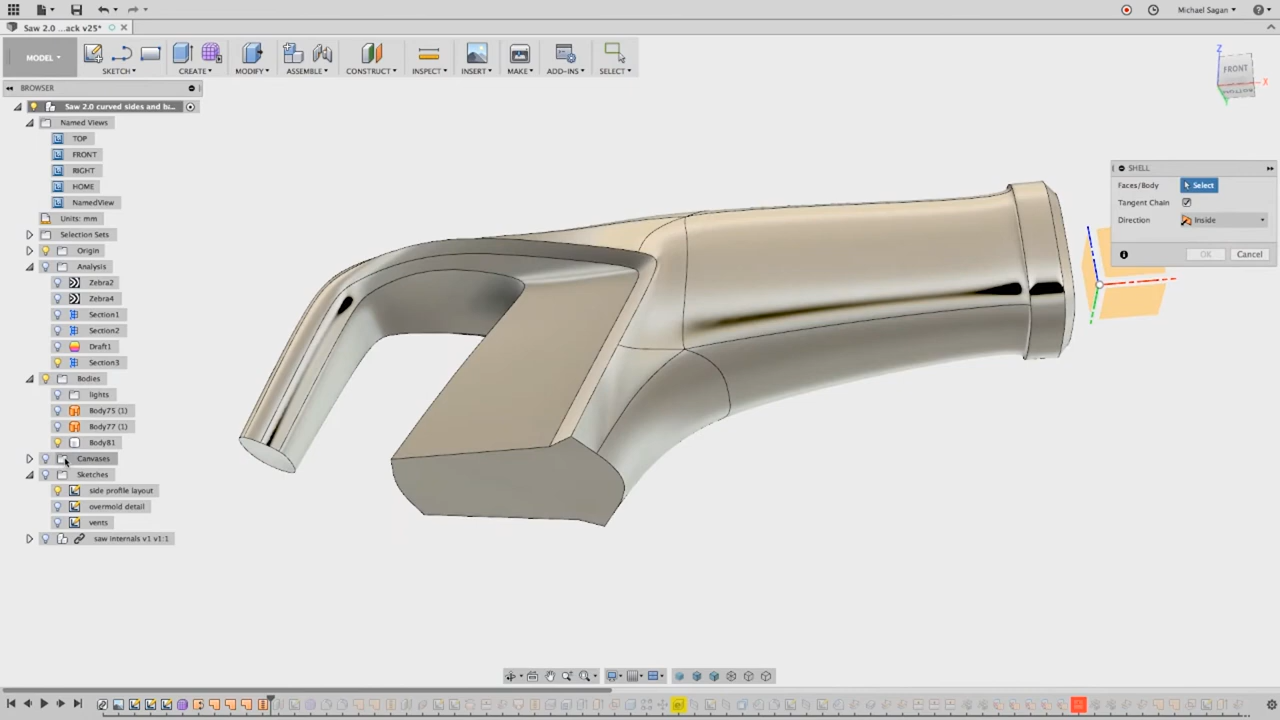 Michael Sagan
Saw 2.0 ...ack v25*
MODEL
SKETCH
CREATE
MODIFY
ASSEMBLE
CONSTRUCT
INSPECT
INSERT
MAKE
ADD-INS
SELECT
BROWSER
Saw 2.0 curved sides and ba...
Named Views
TOP
FRONT
RIGHT
HOME
NamedView
Units: mm
Selection Sets
Origin
Analysis
Zebra2
Zebra4
Section1
Section2
Draft1
Section3
Bodies
lights
Body75 (1)
Body77 (1)
Body81
Canvases
Sketches
side profile layout
overmold detail
vents
saw internals v1 v1:1
Z
FRONT
X
SHELL
Faces/Body
Select
Tangent Chain
Direction
Inside
OK
Cancel